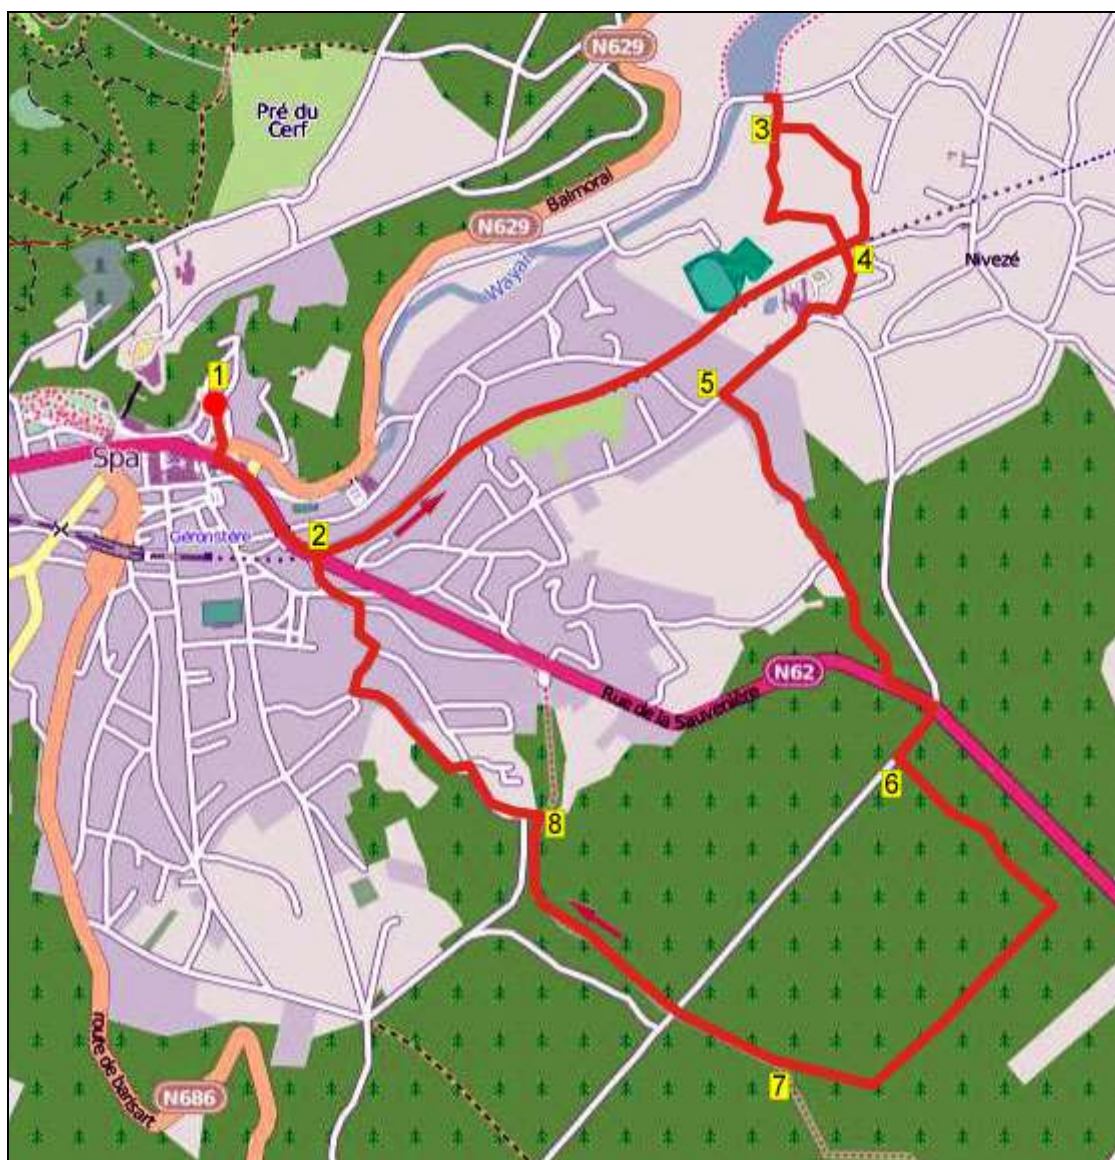 N629
Pré du
Cerf
3
Balmoral
N629
Wayai
4
Nivezé
1
5
Spa
2
Géronstère
N62
Rue de la Sauvenière
6
8
7
route de barisart
N686